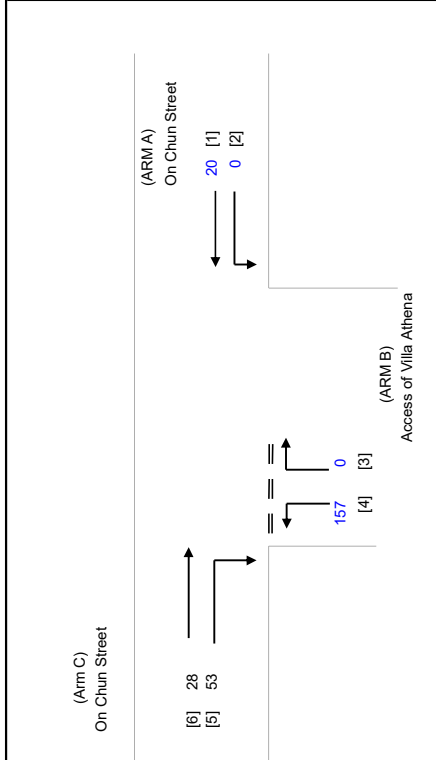 (Arm C)
On Chun Street
[6] 28
[5] 53
(ARM A)
On Chun Street
20 [1]
0 [2]
157
[4]
0
[3]
(ARM B)
Access of Villa Athena